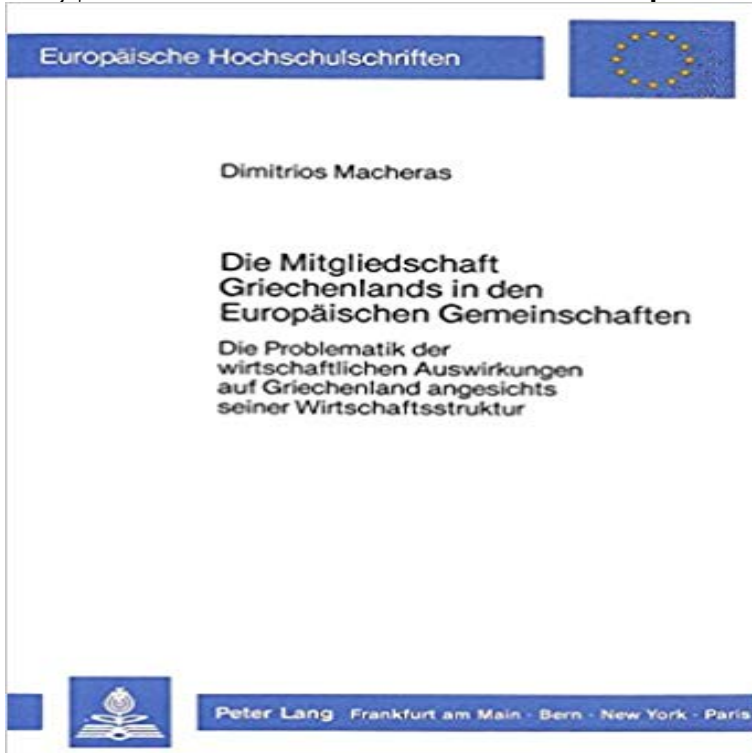 Europäische Hochschulschriften
Dimitrios Macheras
Die Mitgliedschaft
Griechenlands in den
Europäischen Gemeinschaften
Die Problematik der
wirtschaftlichen Auswirkungen
auf Griechenland angesichts
seiner Wirtschaftsstruktur
Peter Lang Frankfurt am Main · Bern · New York · Paris